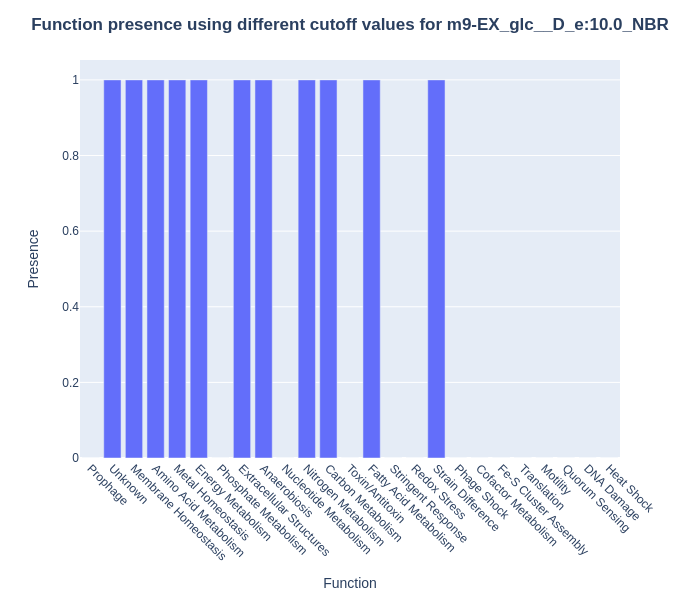 Function presence using different cutoff values for m9-EX_glc__D_e:10.0_NBR
1
0.8
0.6
0.4
0.2
0
Presence
Prophage
Unknown
Membrane Homeostasis
Amino Acid Metabolism
Metal Homeostasis
Energy Metabolism
Phosphate Metabolism
Extracellular Structures
Anaerobiosis
Nucleotide Metabolism
Nitrogen Metabolism
Carbon Metabolism
Toxin/Antitoxin
Fatty Acid Metabolism
Stringent Response
Redox Stress
Strain Difference
Phage Shock
Cofactor Metabolism
Fe-S Cluster Assembly
Translation
Motility
Quorum Sensing
DNA Damage
Heat Shock
Function